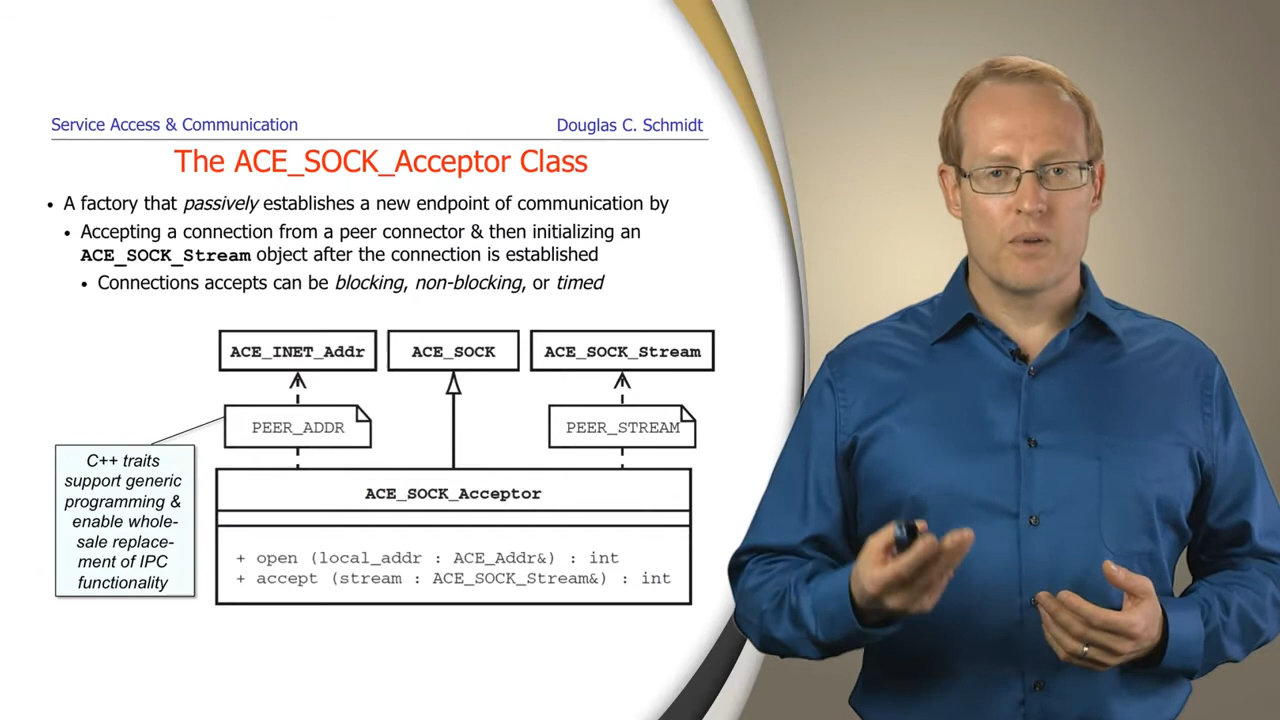 Service Access & Communication
Douglas C. Schmidt
The ACE_SOCK_Acceptor Class
• A factory that passively establishes a new endpoint of communication by
• Accepting a connection from a peer connector & then initializing an
ACE_SOCK_Stream object after the connection is established
• Connections accepts can be blocking, non-blocking, or timed
ACE_INET_Addr
ACE_SOCK
ACE_SOCK_Stream
PEER_ADDR
PEER_STREAM
C++ traits
support generic
programming &
enable whole-
sale replace-
ment of IPC
functionality
ACE_SOCK_Acceptor
+ open (local_addr : ACE_Addr&) : int
+ accept (stream : ACE_SOCK_Stream&) : int